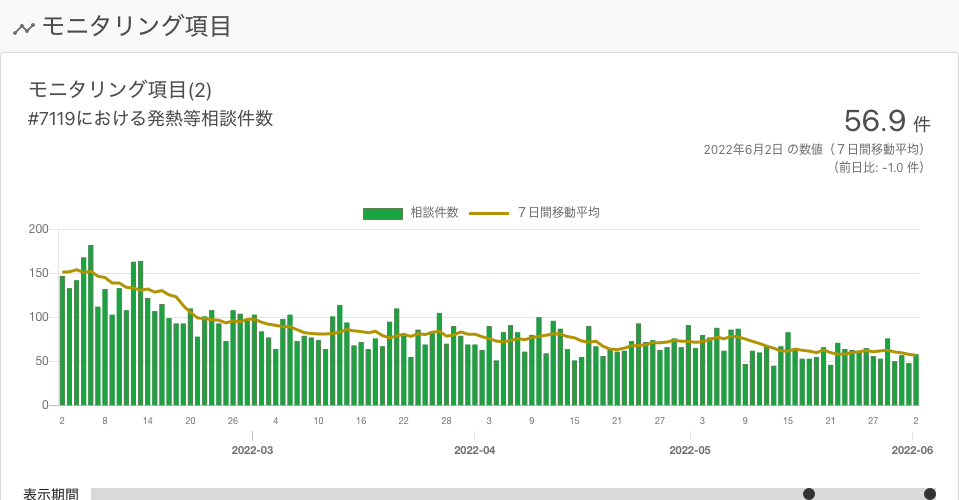 モニタリング項目
モニタリング項目(2)
#7119における発熱等相談件数
56.9 件
2022年6月2日 の数値（７日間移動平均）
（前日比: -1.0 件）
相談件数 ７日間移動平均
200
150
100
50
0
2 8 14 20 26 4 10 16 22 28 3 9 15 21 27 3 9 15 21 27 2
2022-03 2022-04 2022-05 2022-06
表示期間